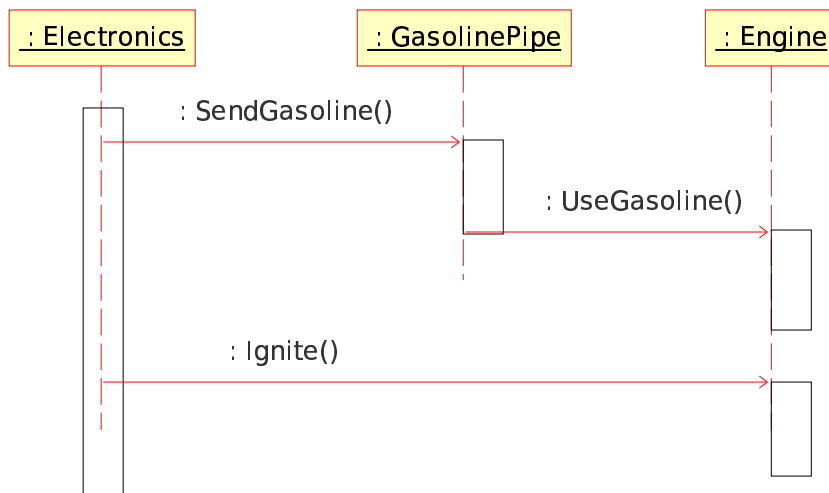 : Electronics
: GasolinePipe
: Engine
: SendGasoline()
: UseGasoline()
: Ignite()